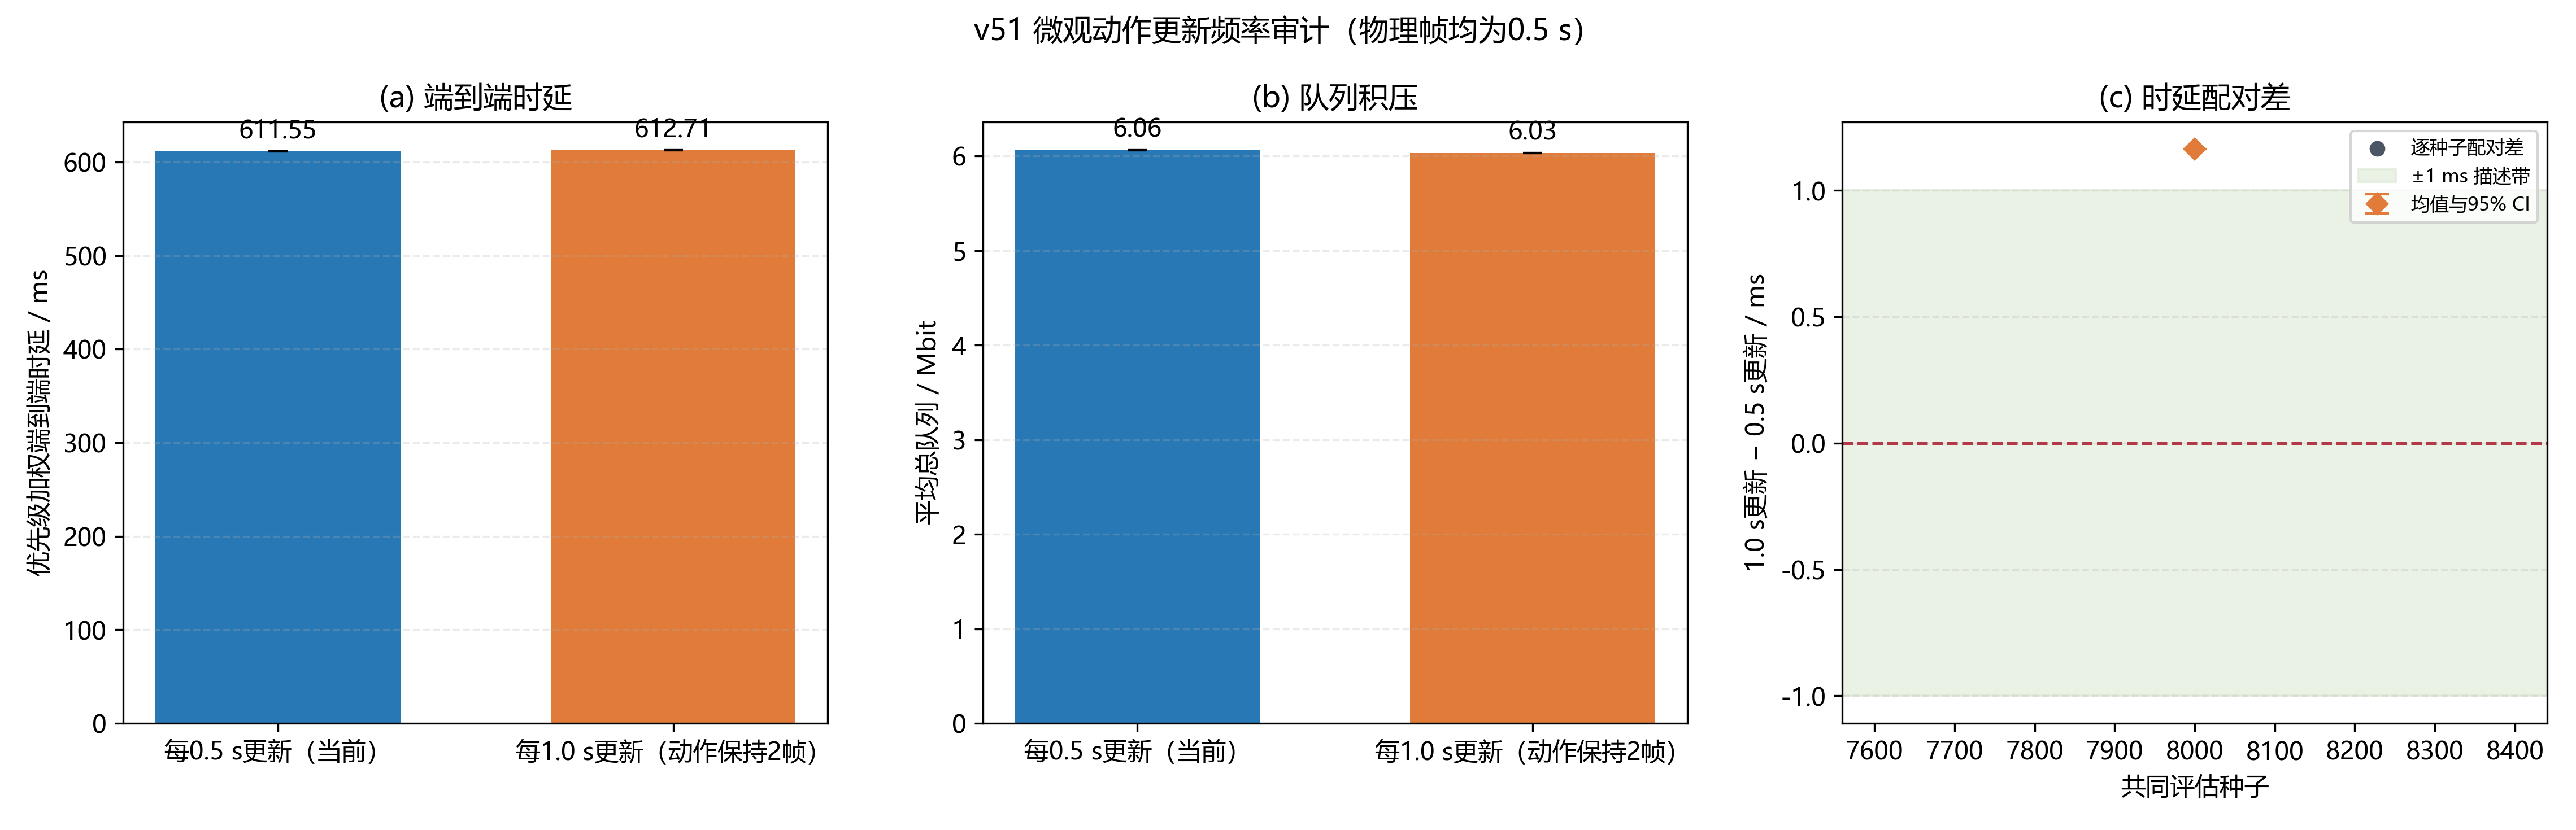 v51 微观动作更新频率审计（物理帧均为0.5 s）
(a) 端到端时延
优先级加权端到端时延 / ms
600
500
400
300
200
100
0
611.55
612.71
每0.5 s更新（当前）
每1.0 s更新（动作保持2帧）
(b) 队列积压
平均总队列 / Mbit
6
5
4
3
2
1
0
6.06
6.03
每0.5 s更新（当前）
每1.0 s更新（动作保持2帧）
(c) 时延配对差
1.0 s更新 − 0.5 s更新 / ms
1.0
0.5
0.0
-0.5
-1.0
逐种子配对差
±1 ms 描述带
均值与95% CI
7600 7700 7800 7900 8000 8100 8200 8300 8400
共同评估种子